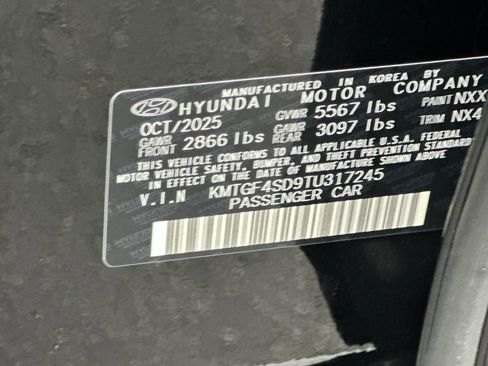 MANUFACTURED IN KOREA BY
HYUNDAI MOTOR COMPANY
OCT/2025 GVWR 5567 lbs PAINT NXX
GAWR FRONT 2866 lbs GAWR REAR 3097 lbs TRIM NX4
THIS VEHICLE CONFORMS TO ALL APPLICABLE U.S.A. FEDERAL
MOTOR VEHICLE SAFETY, BUMPER, AND THEFT PREVENTION STANDARDS
IN EFFECT ON THE DATE OF MANUFACTURE SHOWN ABOVE.
V.I.N KMTGF4SD9TU317245
PASSENGER CAR